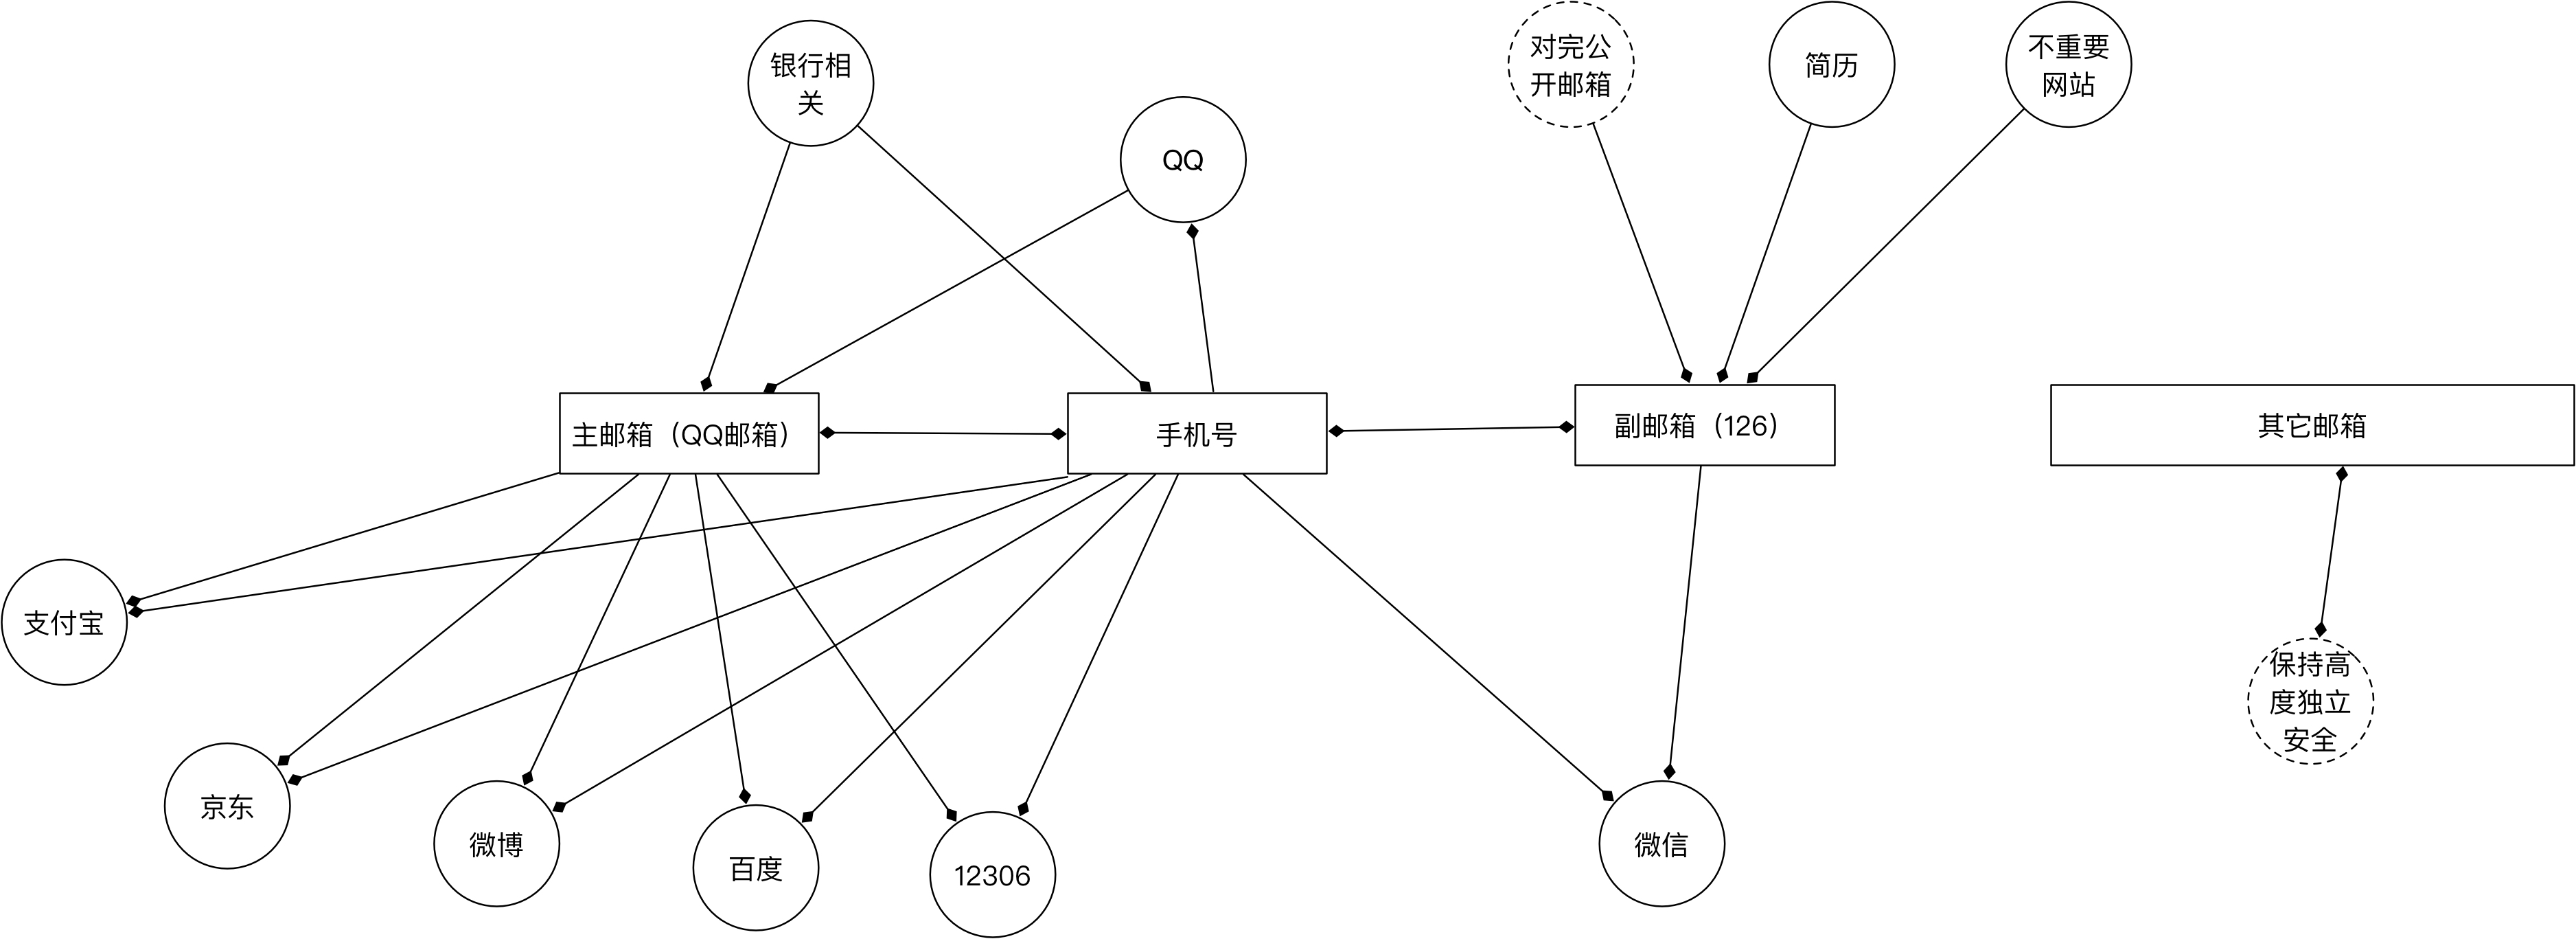 银行相
关
QQ
对完公
开邮箱
简历
不重要
网站
主邮箱（QQ邮箱）
手机号
副邮箱（126）
其它邮箱
支付宝
京东
微博
百度
12306
微信
保持高
度独立
安全